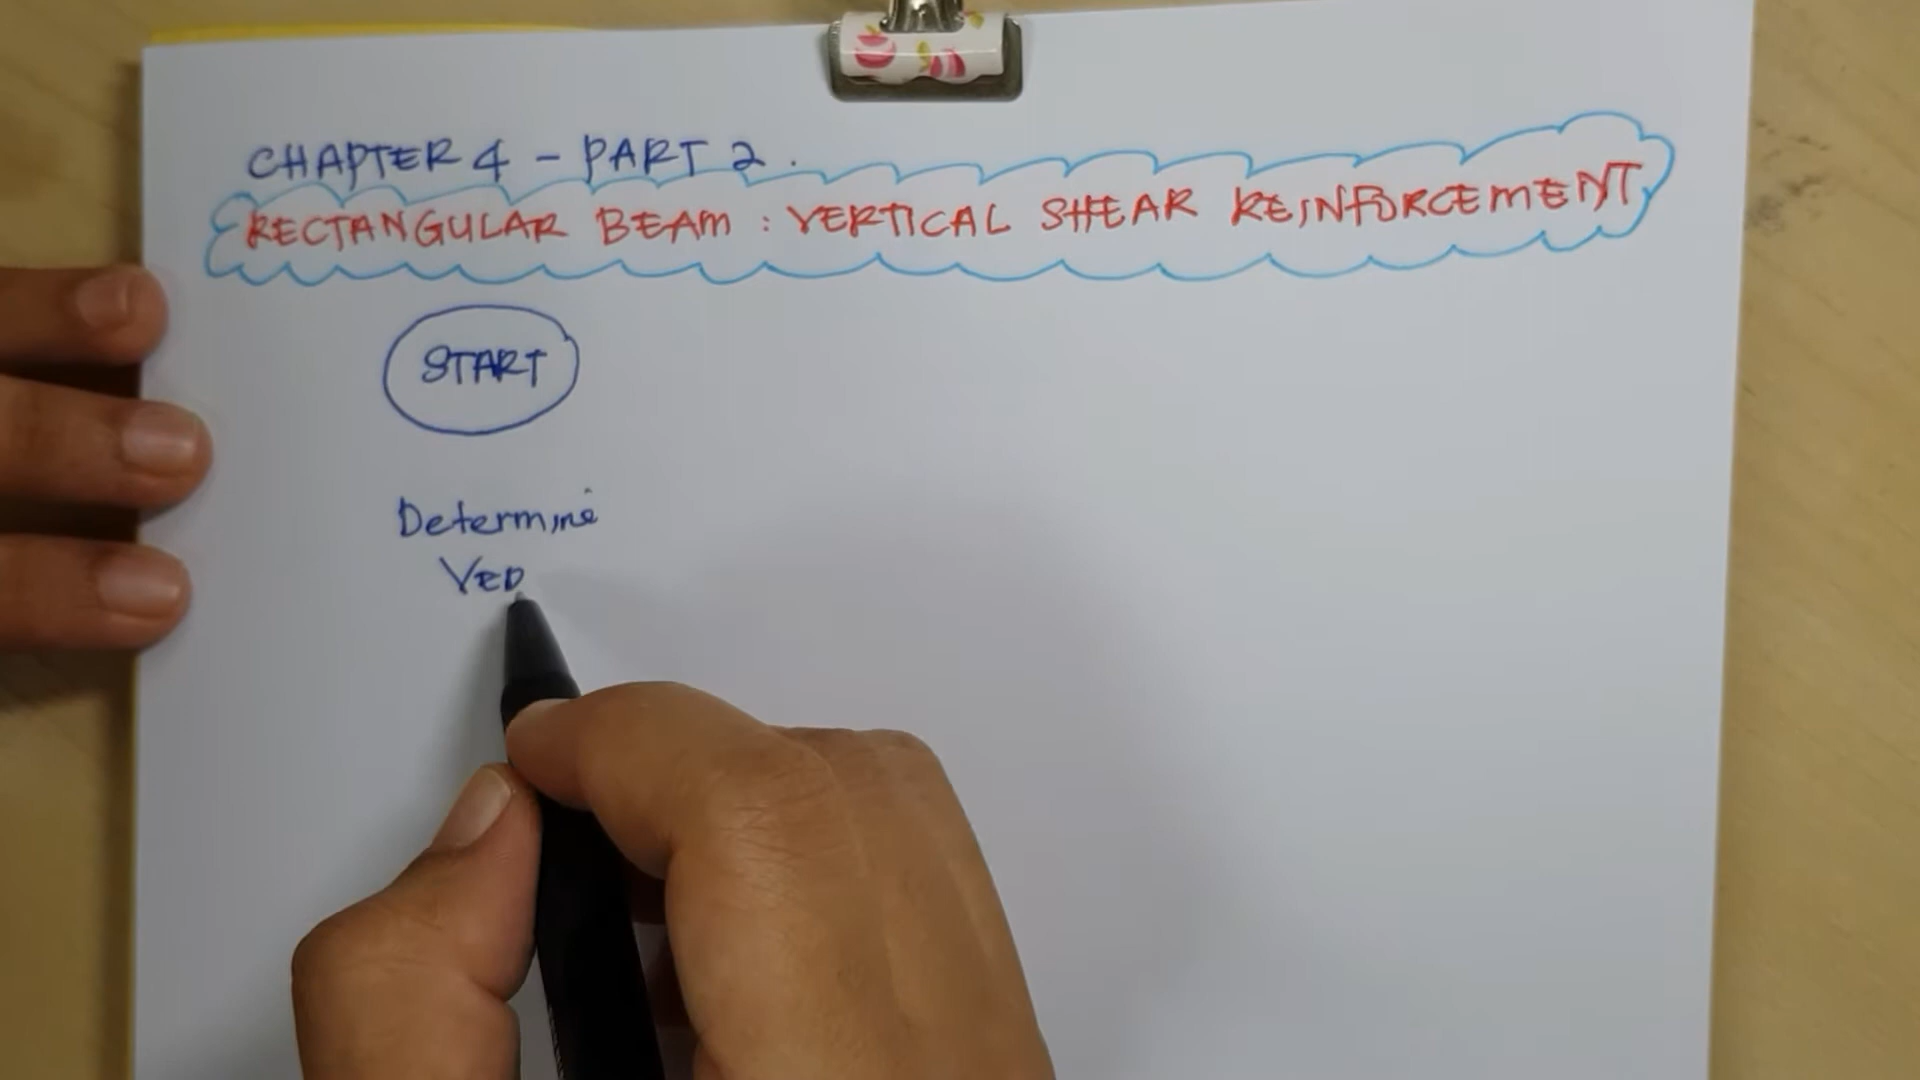 CHAPTER 4 - PART 2.
RECTANGULAR BEAM : VERTICAL SHEAR REINFORCEMENT
START
Determine
VED